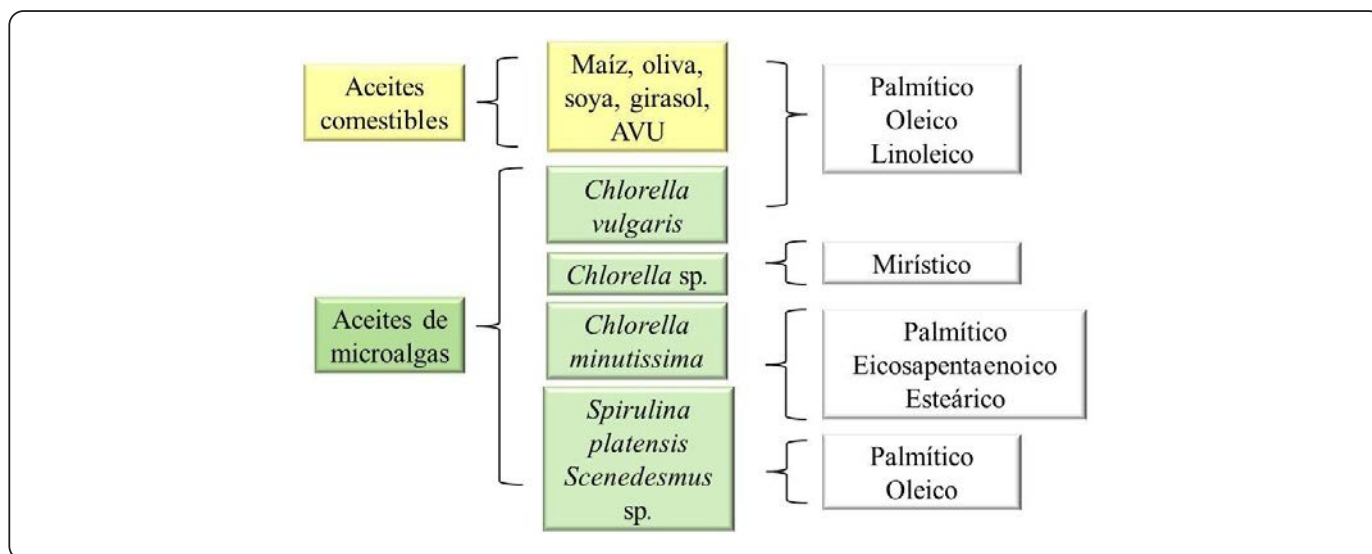 Aceites
comestibles
Maíz, oliva,
soya, girasol,
AVU
Palmítico
Oleico
Linoleico
Chlorella
vulgaris
Chlorella sp.
Mirístico
Aceites de
microalgas
Chlorella
minutissima
Palmítico
Eicosapentaenoico
Esteárico
Spirulina
platensis
Scenedesmus
sp.
Palmítico
Oleico